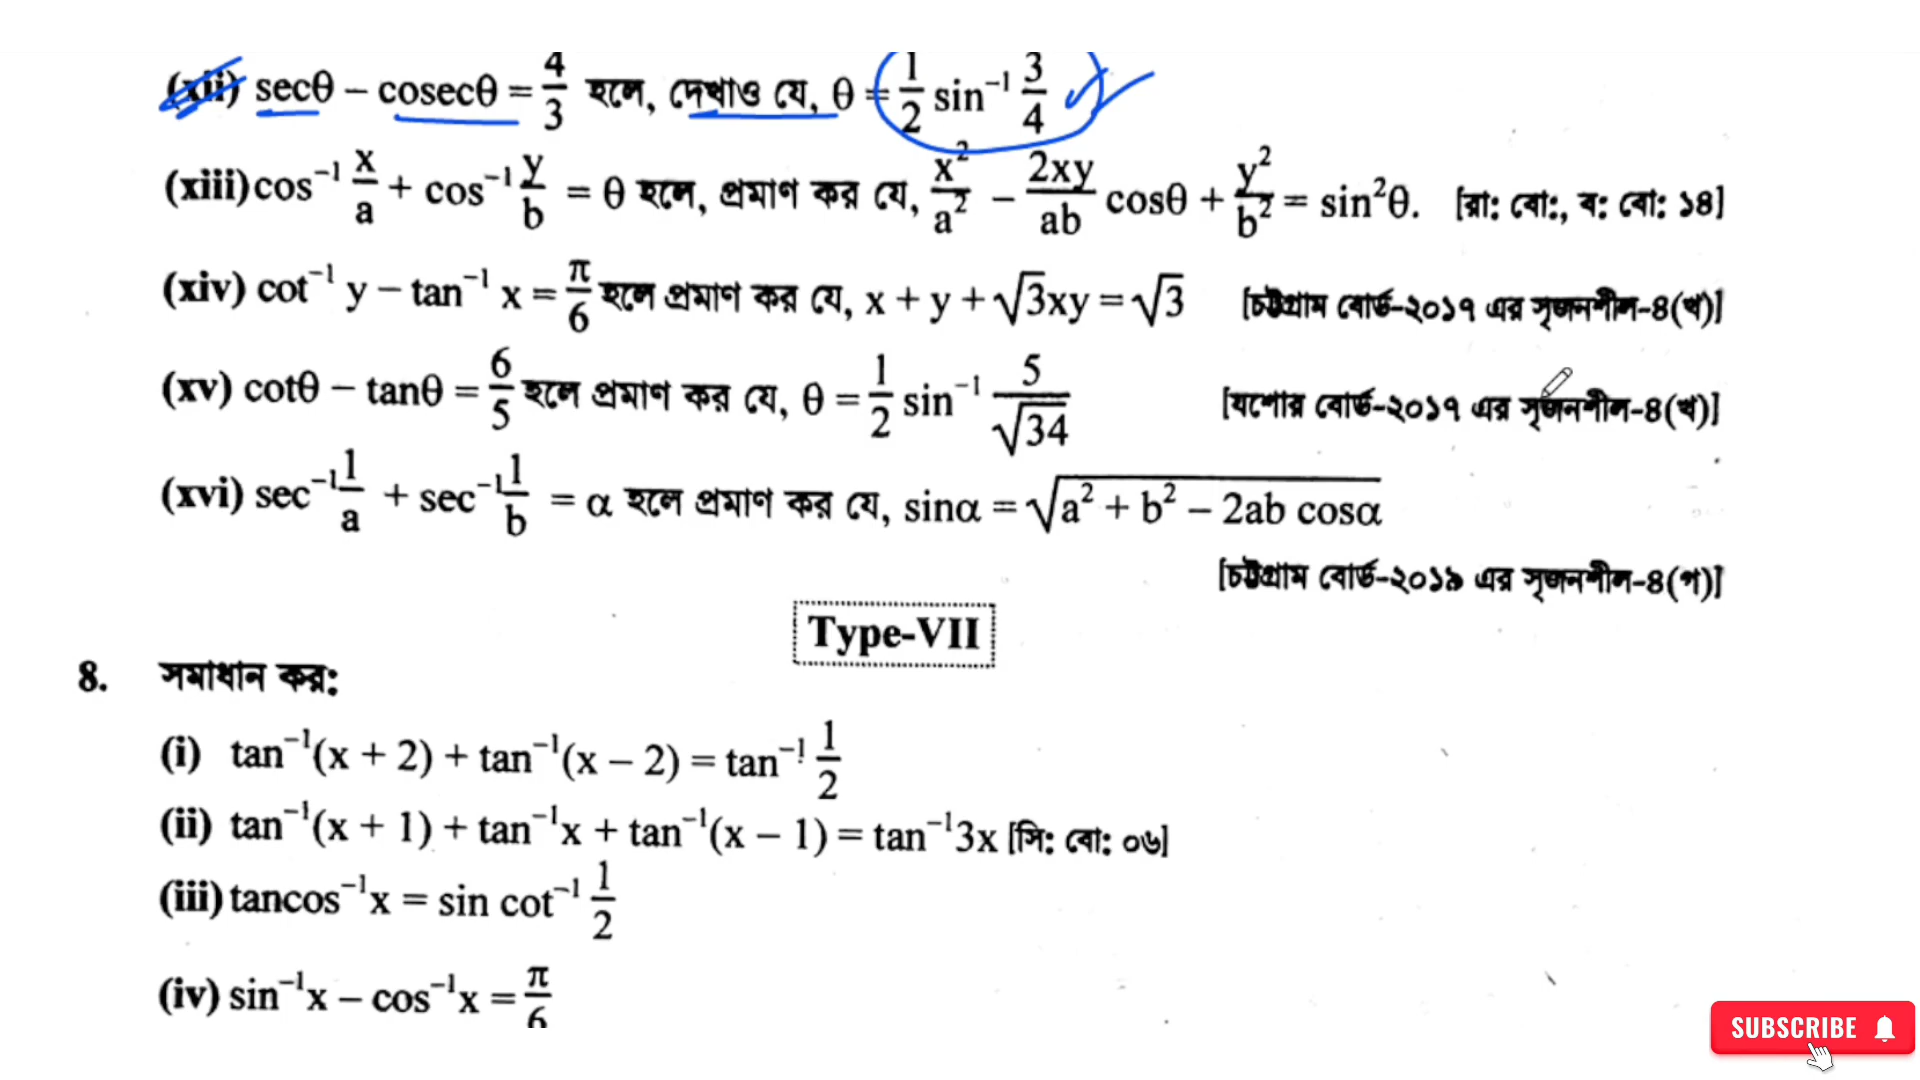 (xii) secθ – cosecθ = 4/3 হলে, দেখাও যে, θ = 1/2 sin⁻¹ 3/4
(xiii) cos⁻¹ x/a + cos⁻¹ y/b = θ হলে, প্রমাণ কর যে, x²/a² – 2xy/ab cosθ + y²/b² = sin²θ. [রা: বো:, ব: বো: ১৪]
(xiv) cot⁻¹ y – tan⁻¹ x = π/6 হলে প্রমাণ কর যে, x + y + √3xy = √3 [চট্টগ্রাম বোর্ড-২০১৭ এর সৃজনশীল-৪(খ)]
(xv) cotθ – tanθ = 6/5 হলে প্রমাণ কর যে, θ = 1/2 sin⁻¹ 5/√34 [যশোর বোর্ড-২০১৭ এর সৃজনশীল-৪(খ)]
(xvi) sec⁻¹ 1/a + sec⁻¹ 1/b = α হলে প্রমাণ কর যে, sinα = √(a² + b² – 2ab cosα)
[চট্টগ্রাম বোর্ড-২০১৯ এর সৃজনশীল-৪(গ)]
Type-VII
8. সমাধান কর:
(i) tan⁻¹(x + 2) + tan⁻¹(x – 2) = tan⁻¹ 1/2
(ii) tan⁻¹(x + 1) + tan⁻¹x + tan⁻¹(x – 1) = tan⁻¹3x [সি: বো: ০৬]
(iii) tancos⁻¹x = sin cot⁻¹ 1/2
(iv) sin⁻¹x – cos⁻¹x = π/6
SUBSCRIBE